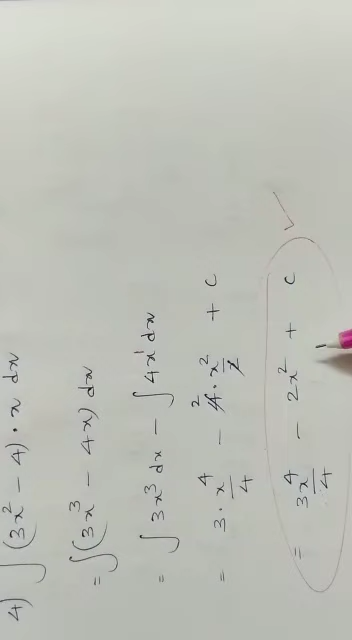 4) ∫(3x² - 4) · x dx
= ∫(3x³ - 4x) dx
= ∫3x³ dx - ∫4x¹ dx
= 3 · x⁴/4 - 4̸² · x²/2̸ + c
= 3x⁴/4 - 2x² + c